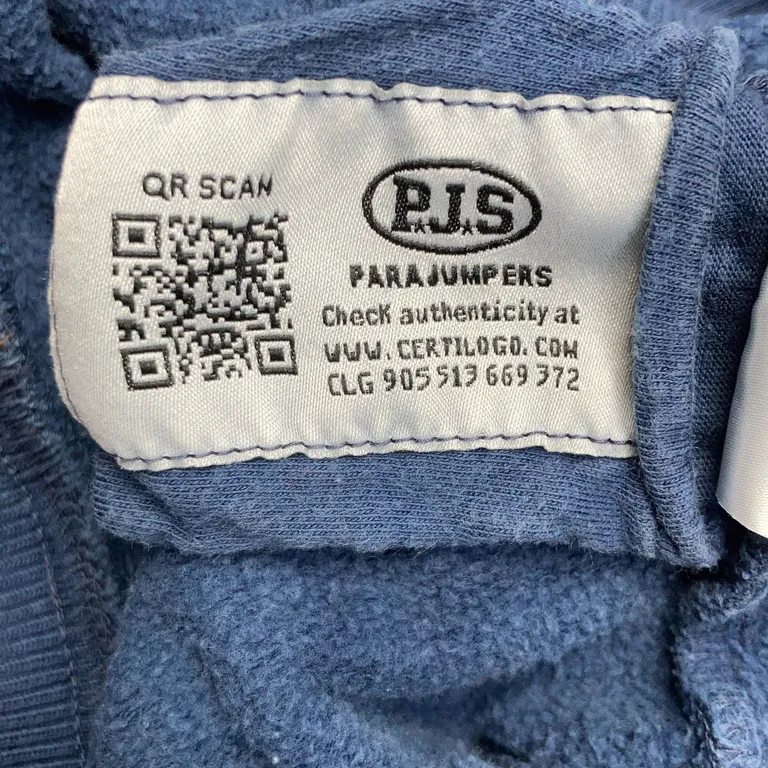 QR SCAN
P.J.S
PARAJUMPERS
Check authenticity at
WWW.CERTILOGO.COM
CLG 905 513 669 372